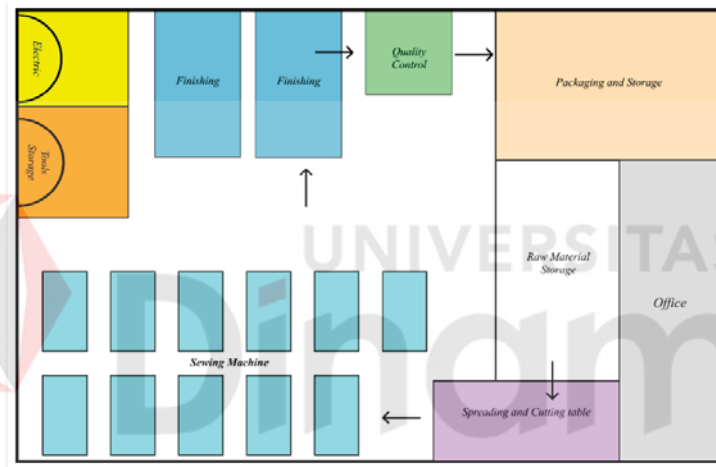 Electric
Finishing
Finishing
Quality
Control
Packaging and Storage
Tools
Storage
UNIVERSITAS
Raw Material
Storage
Office
Dinam
Sewing Machine
Spreading and Cutting table